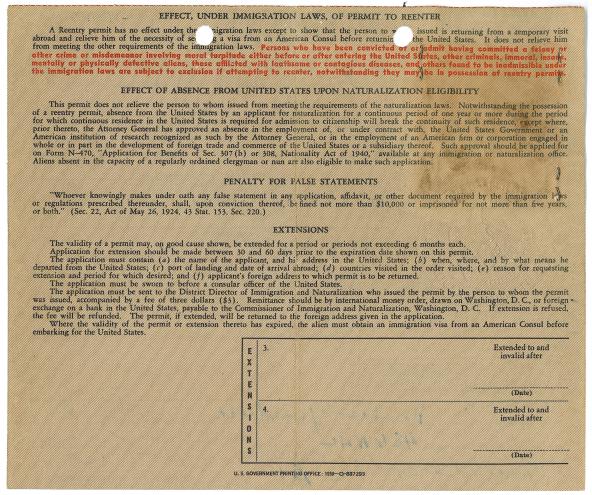 EFFECT, UNDER IMMIGRATION LAWS, OF PERMIT TO REENTER
A Reentry permit has no effect under the immigration laws except to show that the person to issued is returning from a temporary visit
abroad and relieve him of the necessity of a visa from an American Consul before returning the United States. It does not relieve him
from meeting the other requirements of the immigration laws. Persons who have been convicted or admit having committed a felony or
other crime or misdemeanor involving moral turpitude either before or after entering the United States, other criminals, immoral, insane,
mentally or physically defective aliens, those afflicted with loathsome or contagious diseases, and others found to be inadmissible under
the immigration laws are subject to exclusion if attempting to reenter, notwithstanding they may be in possession of reentry permits.
EFFECT OF ABSENCE FROM UNITED STATES UPON NATURALIZATION ELIGIBILITY
This permit does not relieve the person to whom issued from meeting the requirements of the naturalization laws. Notwithstanding the possession
of a reentry permit, absence from the United States by an applicant for naturalization for a continuous period of one year or more during the period
for which continuous residence in the United States is required for admission to citizenship will break the continuity of such residence, except where,
prior thereto, the Attorney General has approved an absence in the employment of, or under contract with, the United States Government or an
American institution of research recognized as such by the Attorney General, or in the employment of an American firm or corporation engaged in
whole or in part in the development of foreign trade and commerce of the United States or a subsidiary thereof. Such approval should be applied for
on Form N-470, "Application for Benefits of Sec. 307(b) or 308, Nationality Act of 1940," available at any immigration or naturalization office.
Aliens absent in the capacity of a regularly ordained clergyman or nun are also eligible to make such application.
PENALTY FOR FALSE STATEMENTS
"Whoever knowingly makes under oath any false statement in any application, affidavit, or other document required by the immigration laws
or regulations prescribed thereunder, shall, upon conviction thereof, be fined not more than $10,000 or imprisoned for not more than five years,
or both." (Sec. 22, Act of May 26, 1924, 43 Stat. 153, Sec. 220.)
EXTENSIONS
The validity of a permit may, on good cause shown, be extended for a period or periods not exceeding 6 months each.
Application for extension should be made between 30 and 60 days prior to the expiration date shown on this permit.
The application must contain (a) the name of the applicant, and his address in the United States; (b) when, where, and by what means he
departed from the United States; (c) port of landing and date of arrival abroad; (d) countries visited in the order visited; (e) reason for requesting
extension and period for which desired; and (f) applicant's foreign address to which permit is to be returned.
The application must be sworn to before a consular officer of the United States.
The application must be sent to the District Director of Immigration and Naturalization who issued the permit by the person to whom the permit
was issued, accompanied by a fee of three dollars ($3). Remittance should be by international money order, drawn on Washington, D. C., or foreign
exchange on a bank in the United States, payable to the Commissioner of Immigration and Naturalization, Washington, D. C. If extension is refused,
the fee will be refunded. The permit, if extended, will be returned to the foreign address given in the application.
Where the validity of the permit or extension thereto has expired, the alien must obtain an immigration visa from an American Consul before
embarking for the United States.
EXTENSIONS
3.
Extended to and
invalid after
(Date)
4.
Extended to and
invalid after
(Date)
U. S. GOVERNMENT PRINTING OFFICE : 1950—O-887293